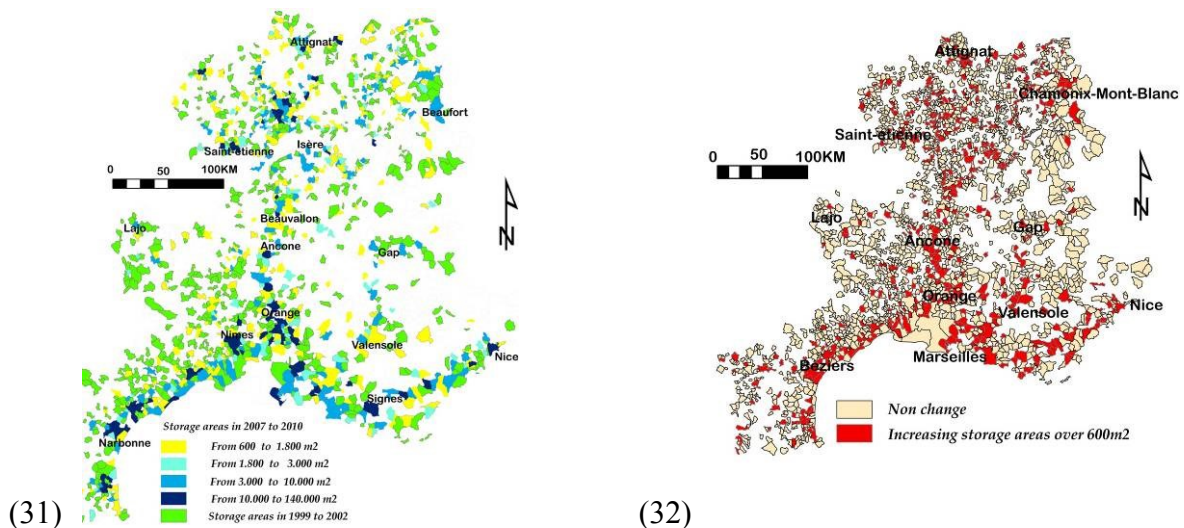 Attignat
Beaufort
Saint-étienne
Isère
0 50 100KM
Beauvallon
Lajo
Ancone
Gap
N
Orange
Nimes
Valensole
Nice
Signes
Narbonne
Storage areas in 2007 to 2010
From 600 to 1.800 m2
From 1.800 to 3.000 m2
From 3.000 to 10.000 m2
From 10.000 to 140.000 m2
Storage areas in 1999 to 2002
(31)
Attignat
Chamonix-Mont-Blanc
Saint-étienne
0 50 100KM
N
Lajo
Gap
Ancone
Orange
Nice
Valensole
Marseilles
Beziers
Non change
Increasing storage areas over 600m2
(32)